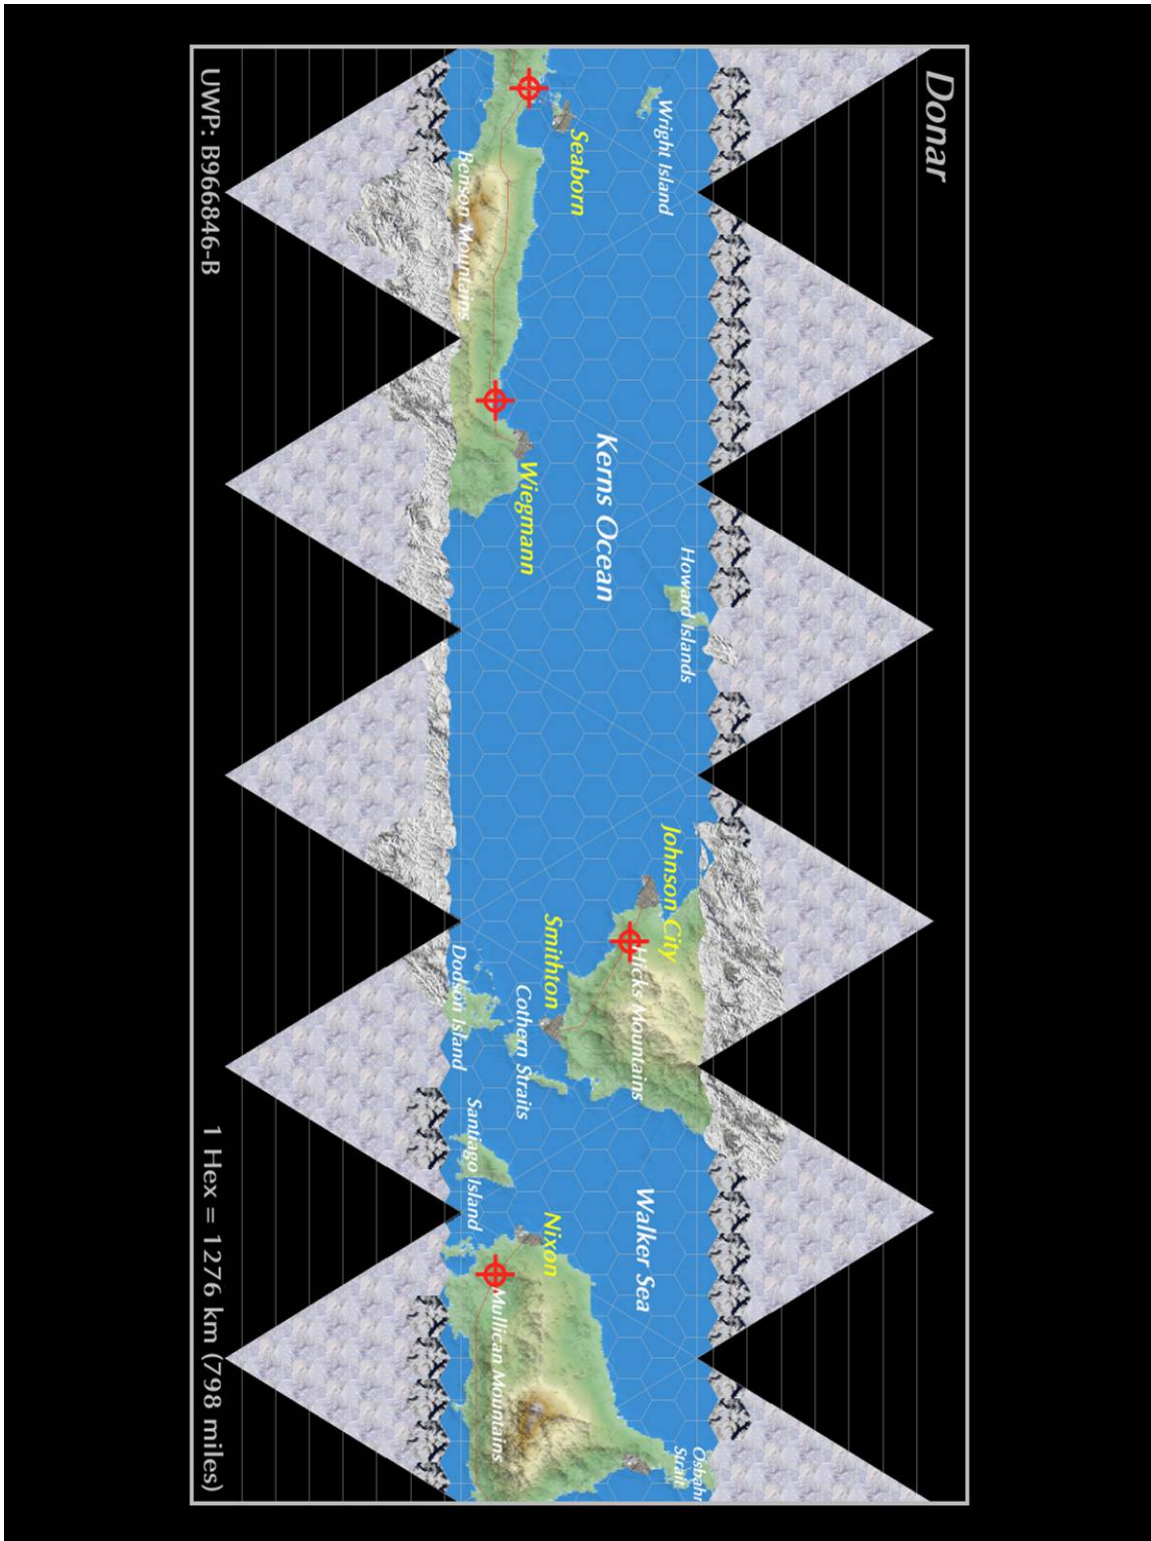 Donar
Wright Island
Seaborn
Benson Mountains
Kerns Ocean
Wiegmann
Howard Islands
Johnson City
Hicks Mountains
Smithton
Cothern Straits
Dodson Island
Santiago Island
Walker Sea
Nixon
Mullican Mountains
Osbahr
Strait
UWP: B966846-B
1 Hex = 1276 km (798 miles)